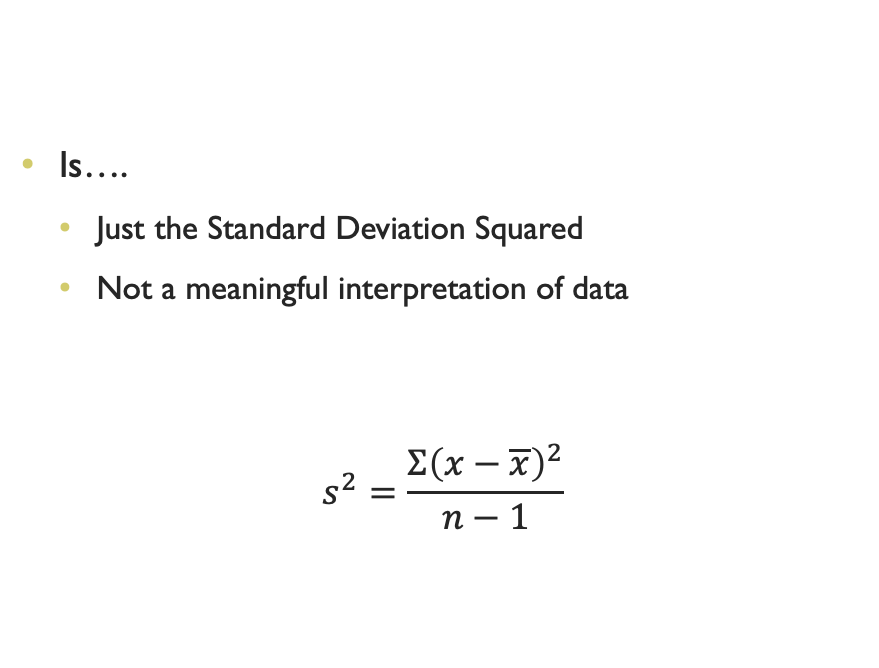 • Is….
• Just the Standard Deviation Squared
• Not a meaningful interpretation of data
𝑠² = Σ(𝑥 − x̅)² / (𝑛 − 1)